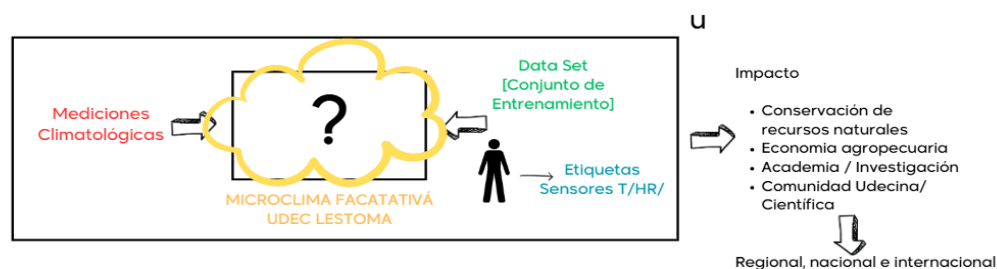 u
Mediciones
Climatológicas
?
Data Set
[Conjunto de
Entrenamiento]
Etiquetas
Sensores T/HR/
MICROCLIMA FACATATIVÁ
UDEC LESTOMA
Impacto
• Conservación de
recursos naturales
• Economia agropecuaria
• Academia / Investigación
• Comunidad Udecina/
Científica
Regional, nacional e internacional